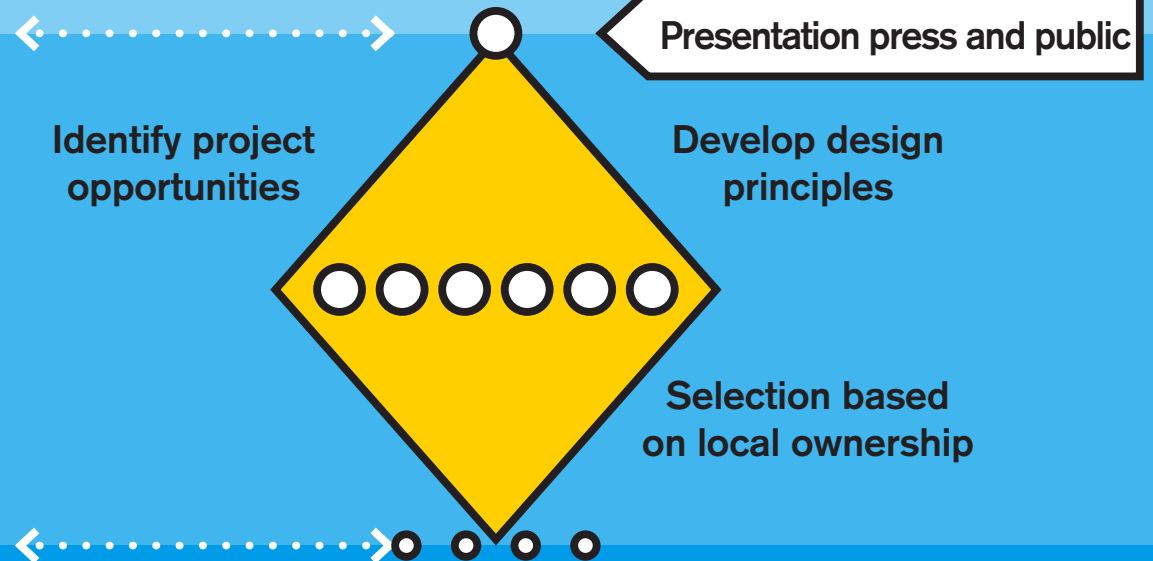 Presentation press and public
Identify project
opportunities
Develop design
principles
Selection based
on local ownership